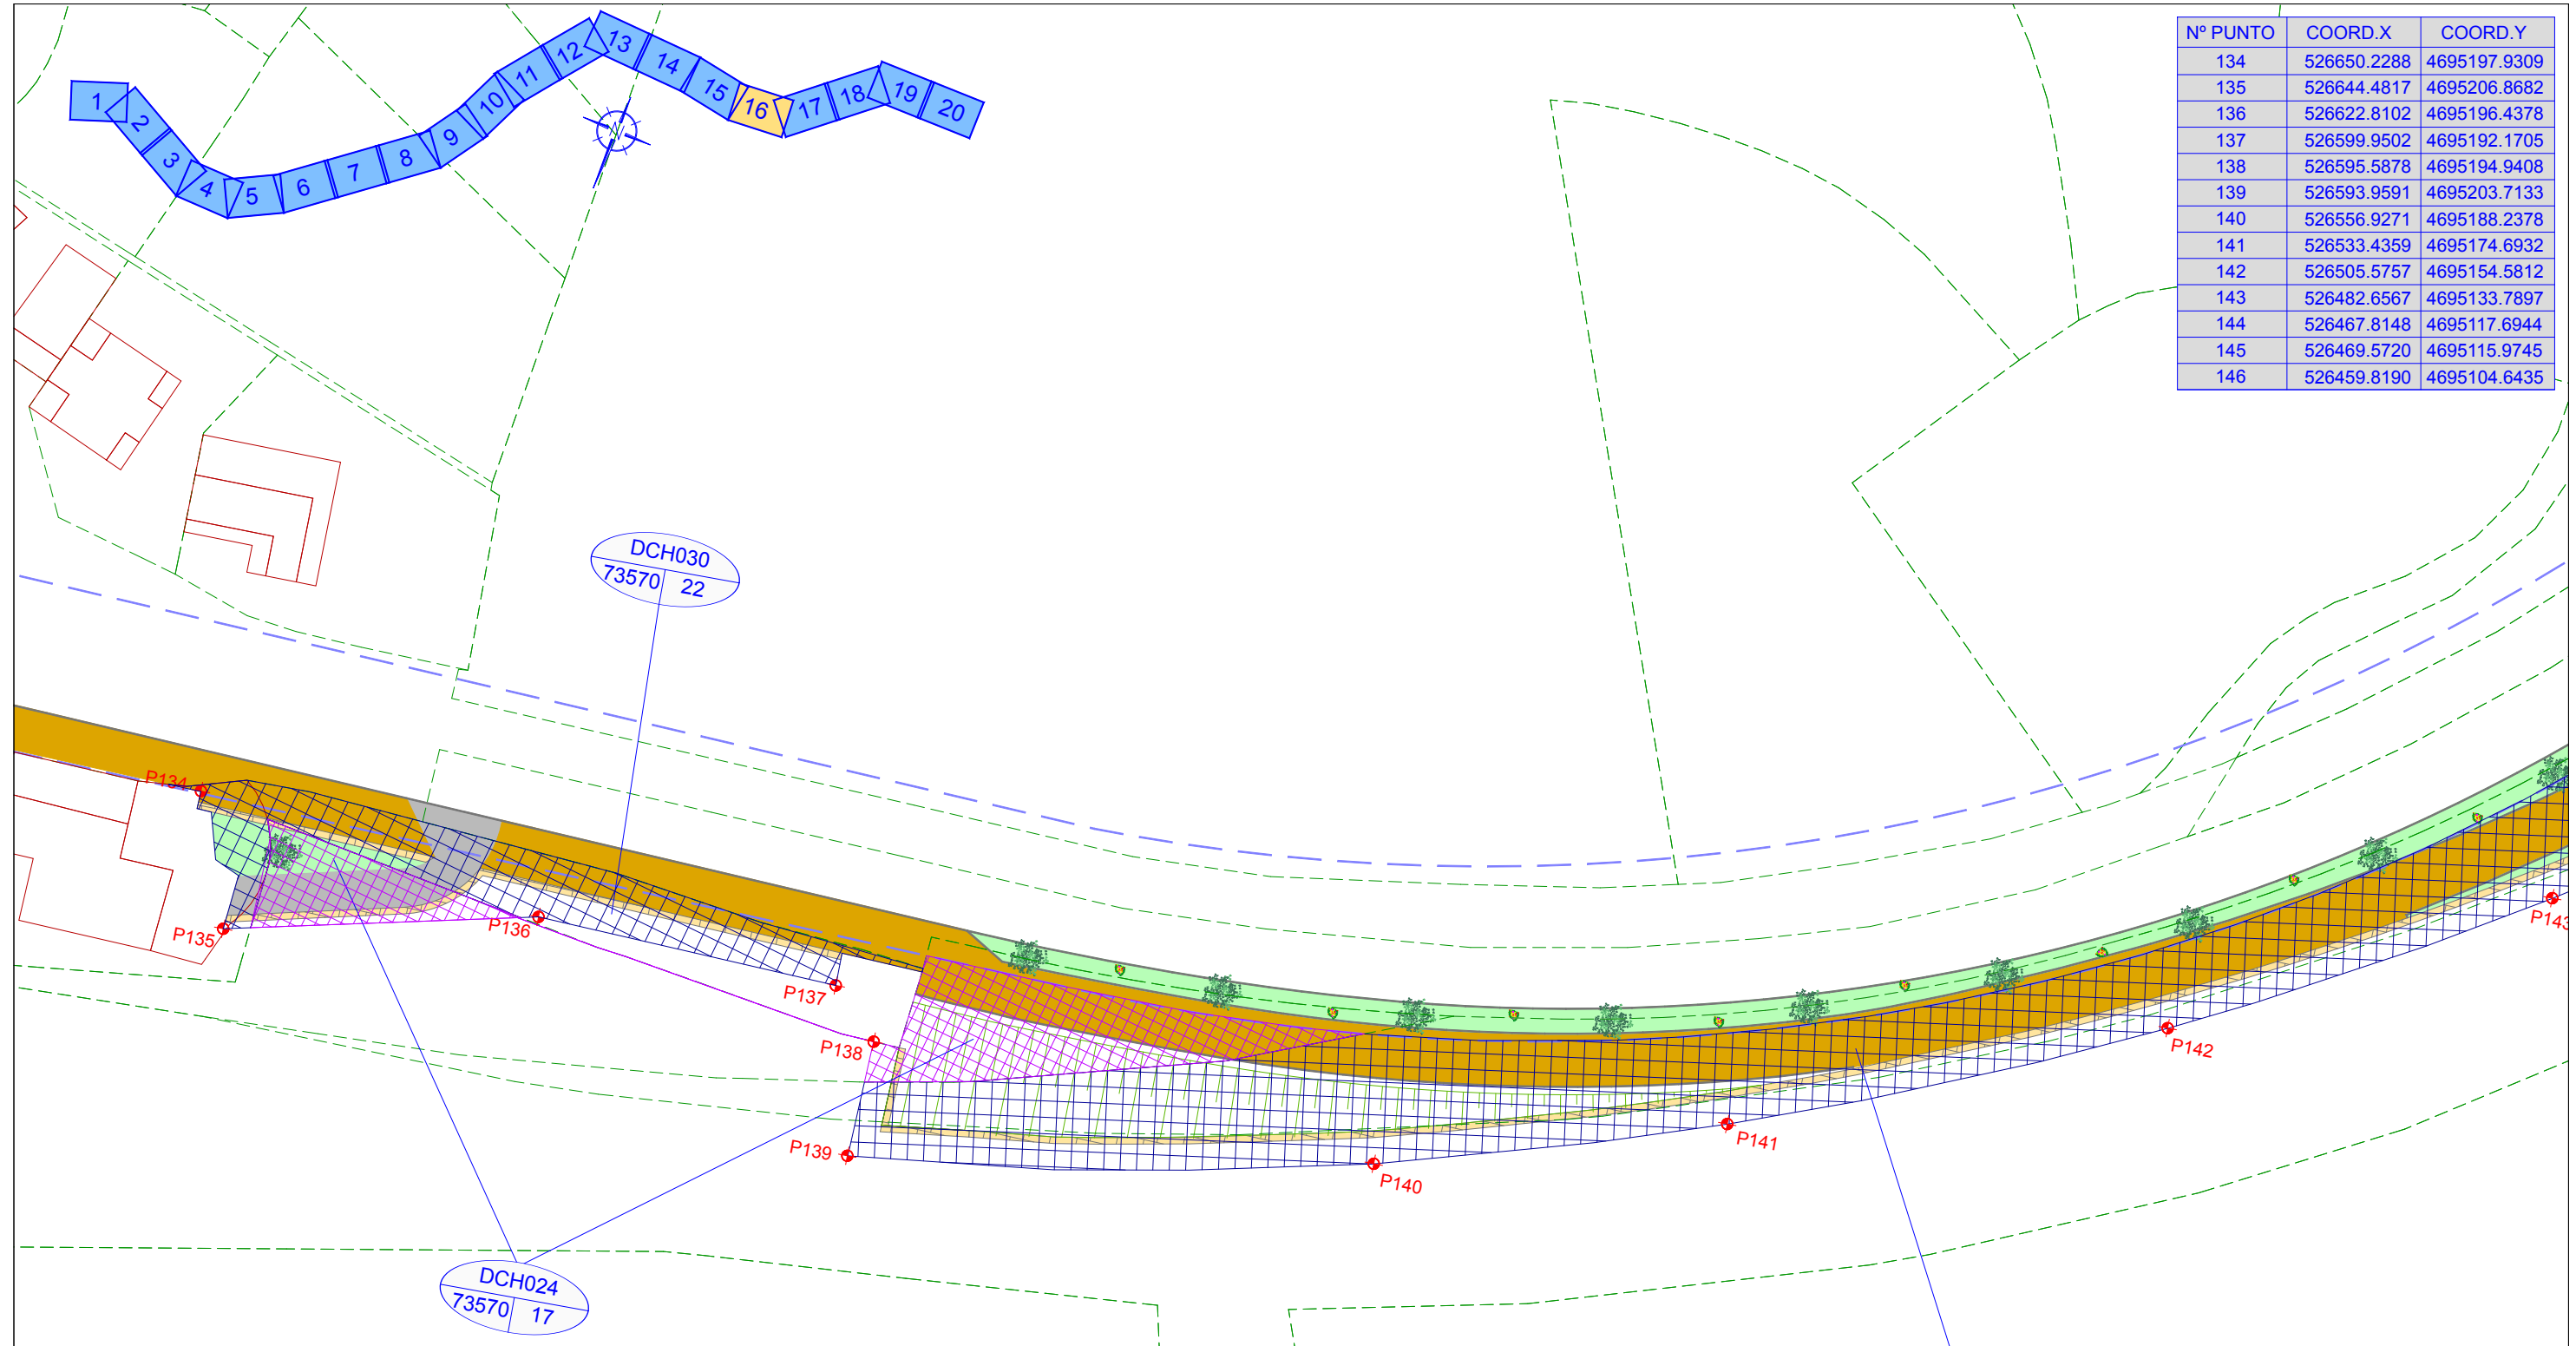 1 2 3 4 5 6 7 8 9 10 11 12 13 14 15 16 17 18 19 20
N
Nº PUNTO COORD.X COORD.Y
134 526650.2288 4695197.9309
135 526644.4817 4695206.8682
136 526622.8102 4695196.4378
137 526599.9502 4695192.1705
138 526595.5878 4695194.9408
139 526593.9591 4695203.7133
140 526556.9271 4695188.2378
141 526533.4359 4695174.6932
142 526505.5757 4695154.5812
143 526482.6567 4695133.7897
144 526467.8148 4695117.6944
145 526469.5720 4695115.9745
146 526459.8190 4695104.6435
DCH030
73570 22
P134
P135
P136
P137
P138
P139
P140
P141
P142
P143
DCH024
73570 17